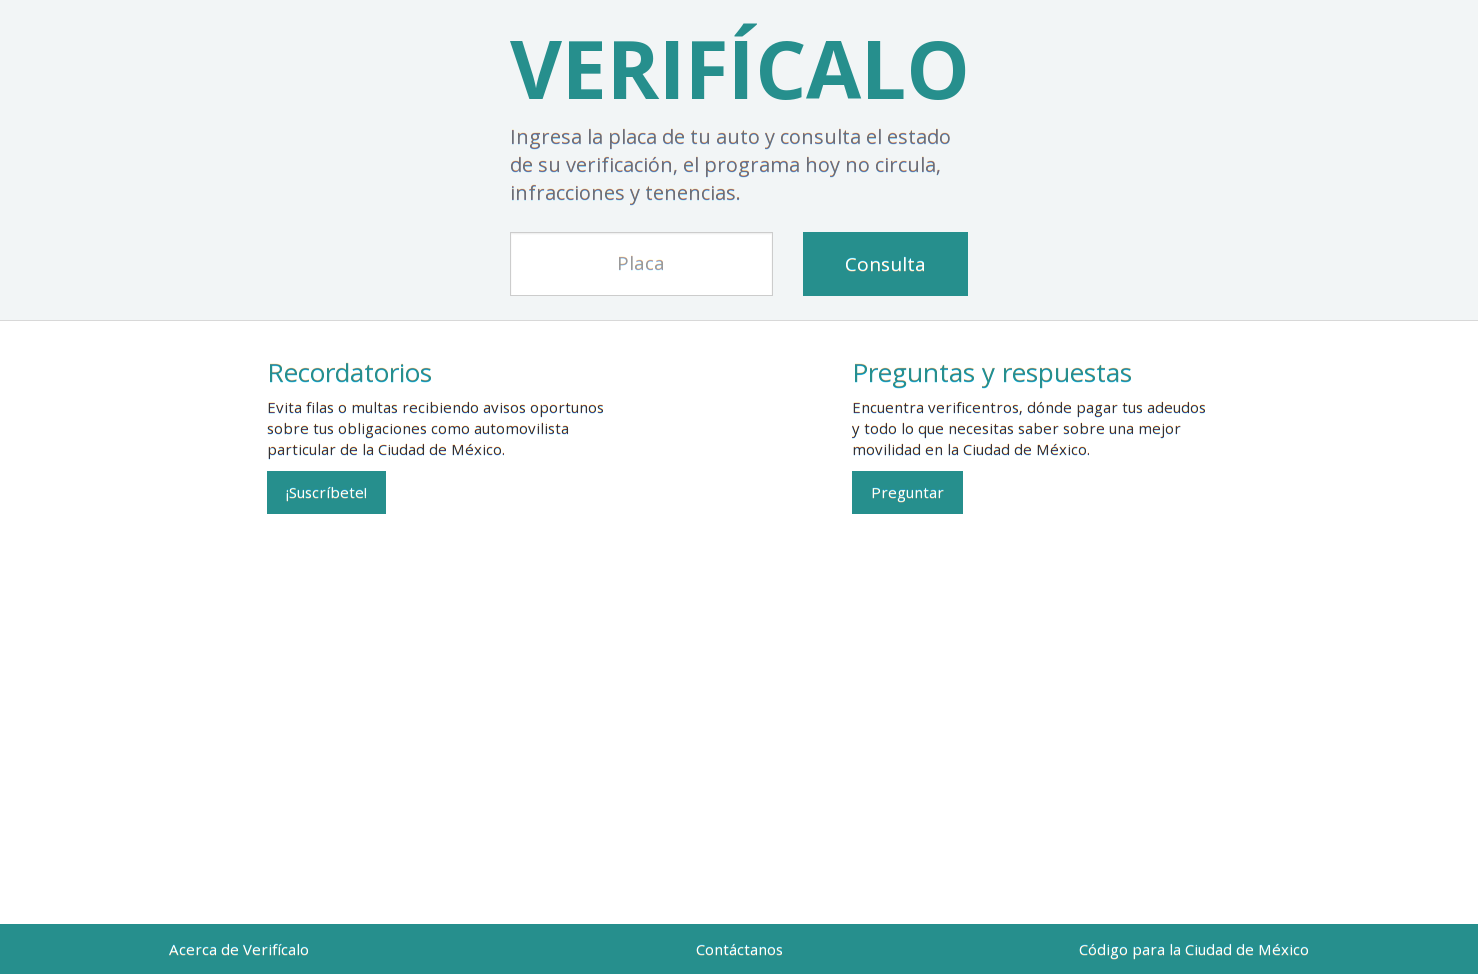 VERIFÍCALO
Ingresa la placa de tu auto y consulta el estado
de su verificación, el programa hoy no circula,
infracciones y tenencias.
Placa
Consulta
Recordatorios
Evita filas o multas recibiendo avisos oportunos
sobre tus obligaciones como automovilista
particular de la Ciudad de México.
¡Suscríbete!
Preguntas y respuestas
Encuentra verificentros, dónde pagar tus adeudos
y todo lo que necesitas saber sobre una mejor
movilidad en la Ciudad de México.
Preguntar
Acerca de Verifícalo
Contáctanos
Código para la Ciudad de México